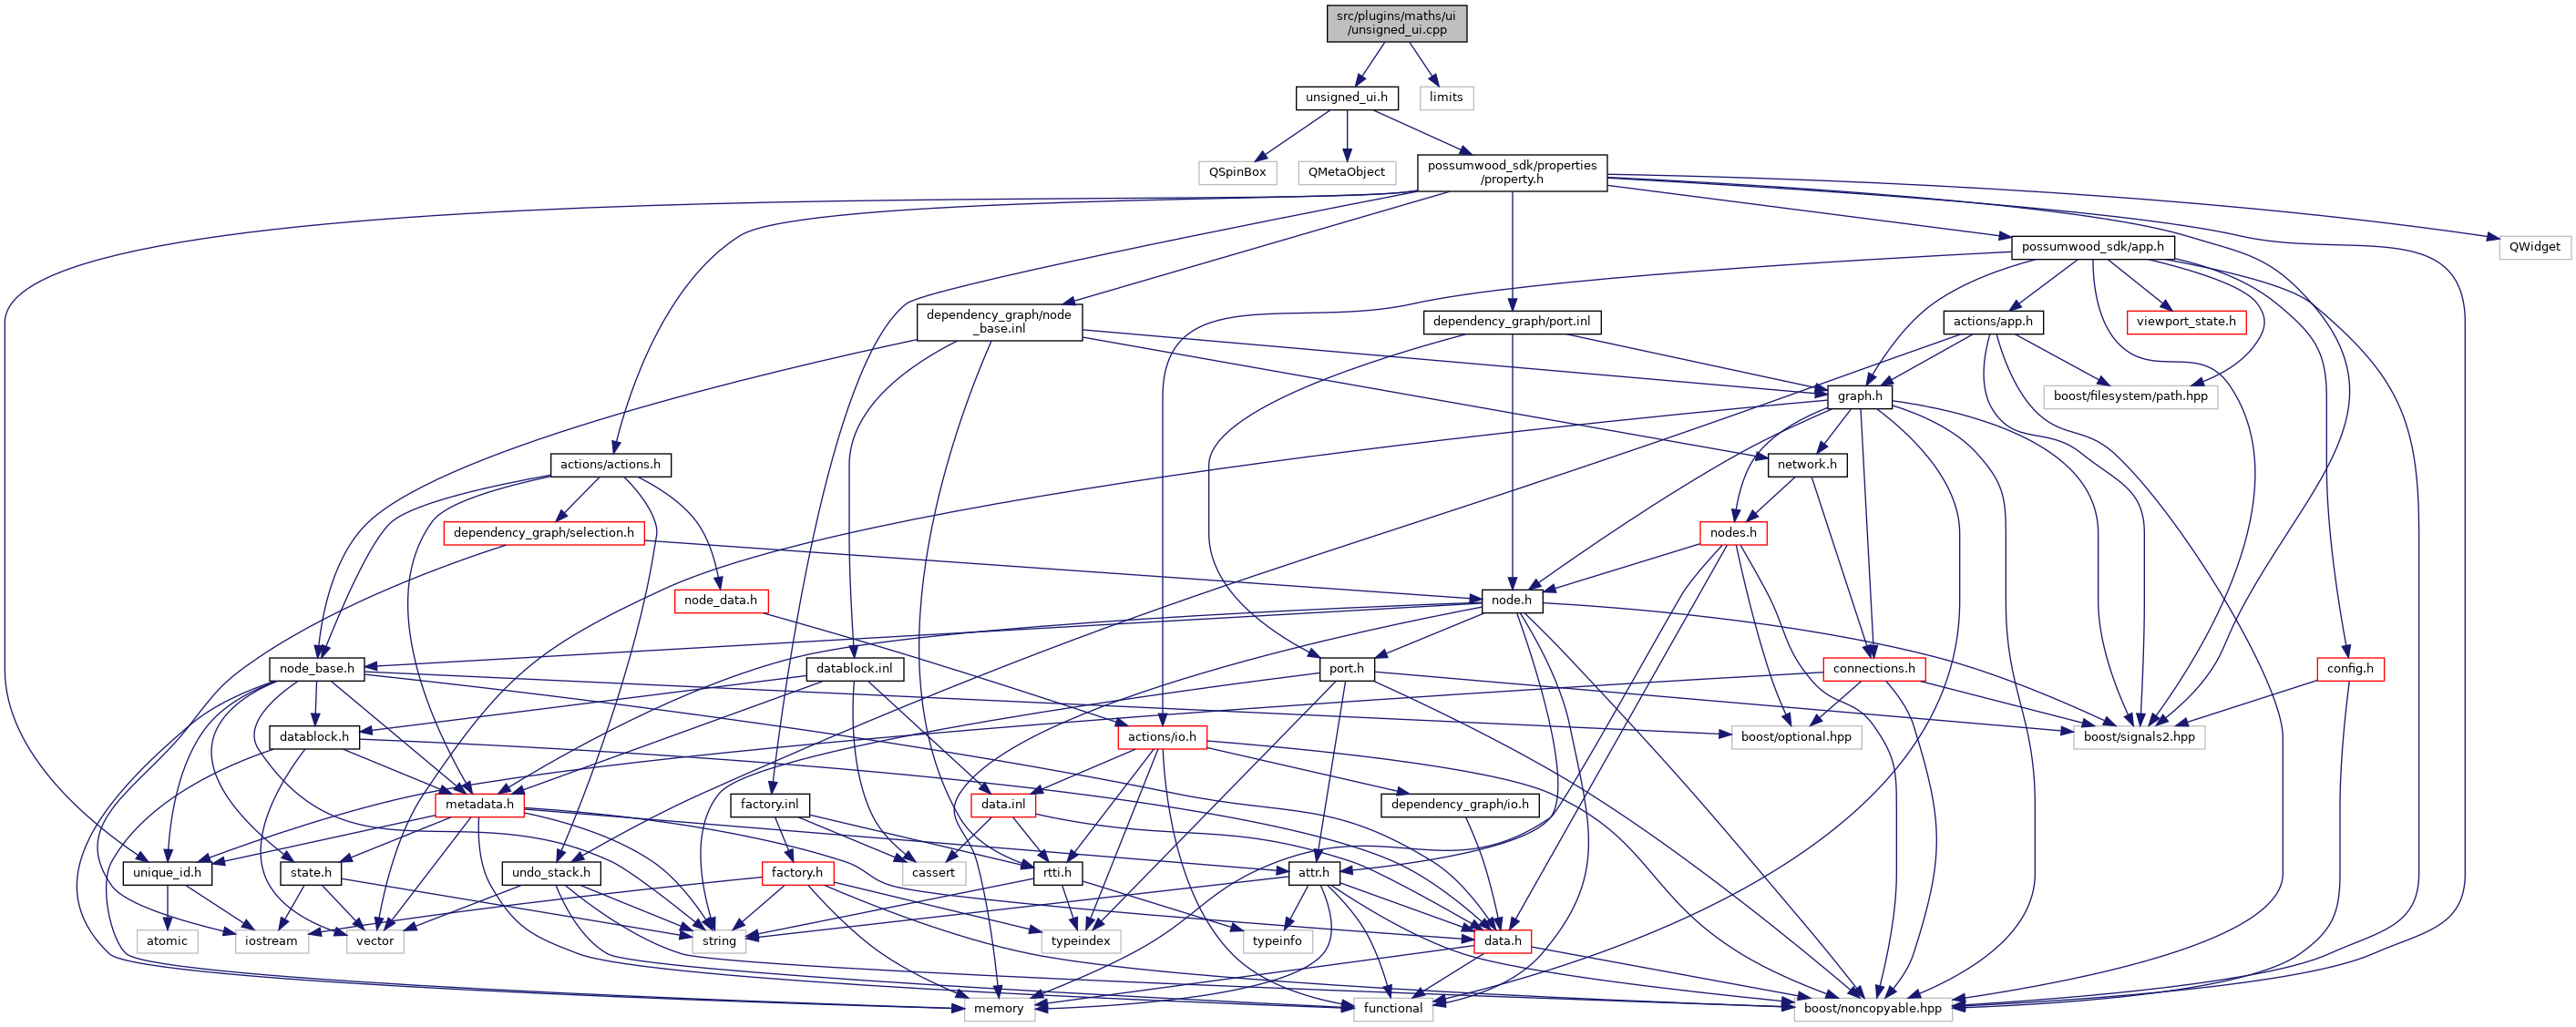 src/plugins/maths/ui
/unsigned_ui.cpp
unsigned_ui.h
limits
QSpinBox
QMetaObject
possumwood_sdk/properties
/property.h
possumwood_sdk/app.h
QWidget
dependency_graph/node
_base.inl
dependency_graph/port.inl
actions/app.h
viewport_state.h
graph.h
boost/filesystem/path.hpp
actions/actions.h
network.h
dependency_graph/selection.h
nodes.h
node_data.h
node.h
node_base.h
datablock.inl
port.h
connections.h
config.h
datablock.h
actions/io.h
boost/optional.hpp
boost/signals2.hpp
metadata.h
factory.inl
data.inl
dependency_graph/io.h
unique_id.h
state.h
undo_stack.h
factory.h
cassert
rtti.h
attr.h
atomic
iostream
vector
string
typeindex
typeinfo
data.h
memory
functional
boost/noncopyable.hpp